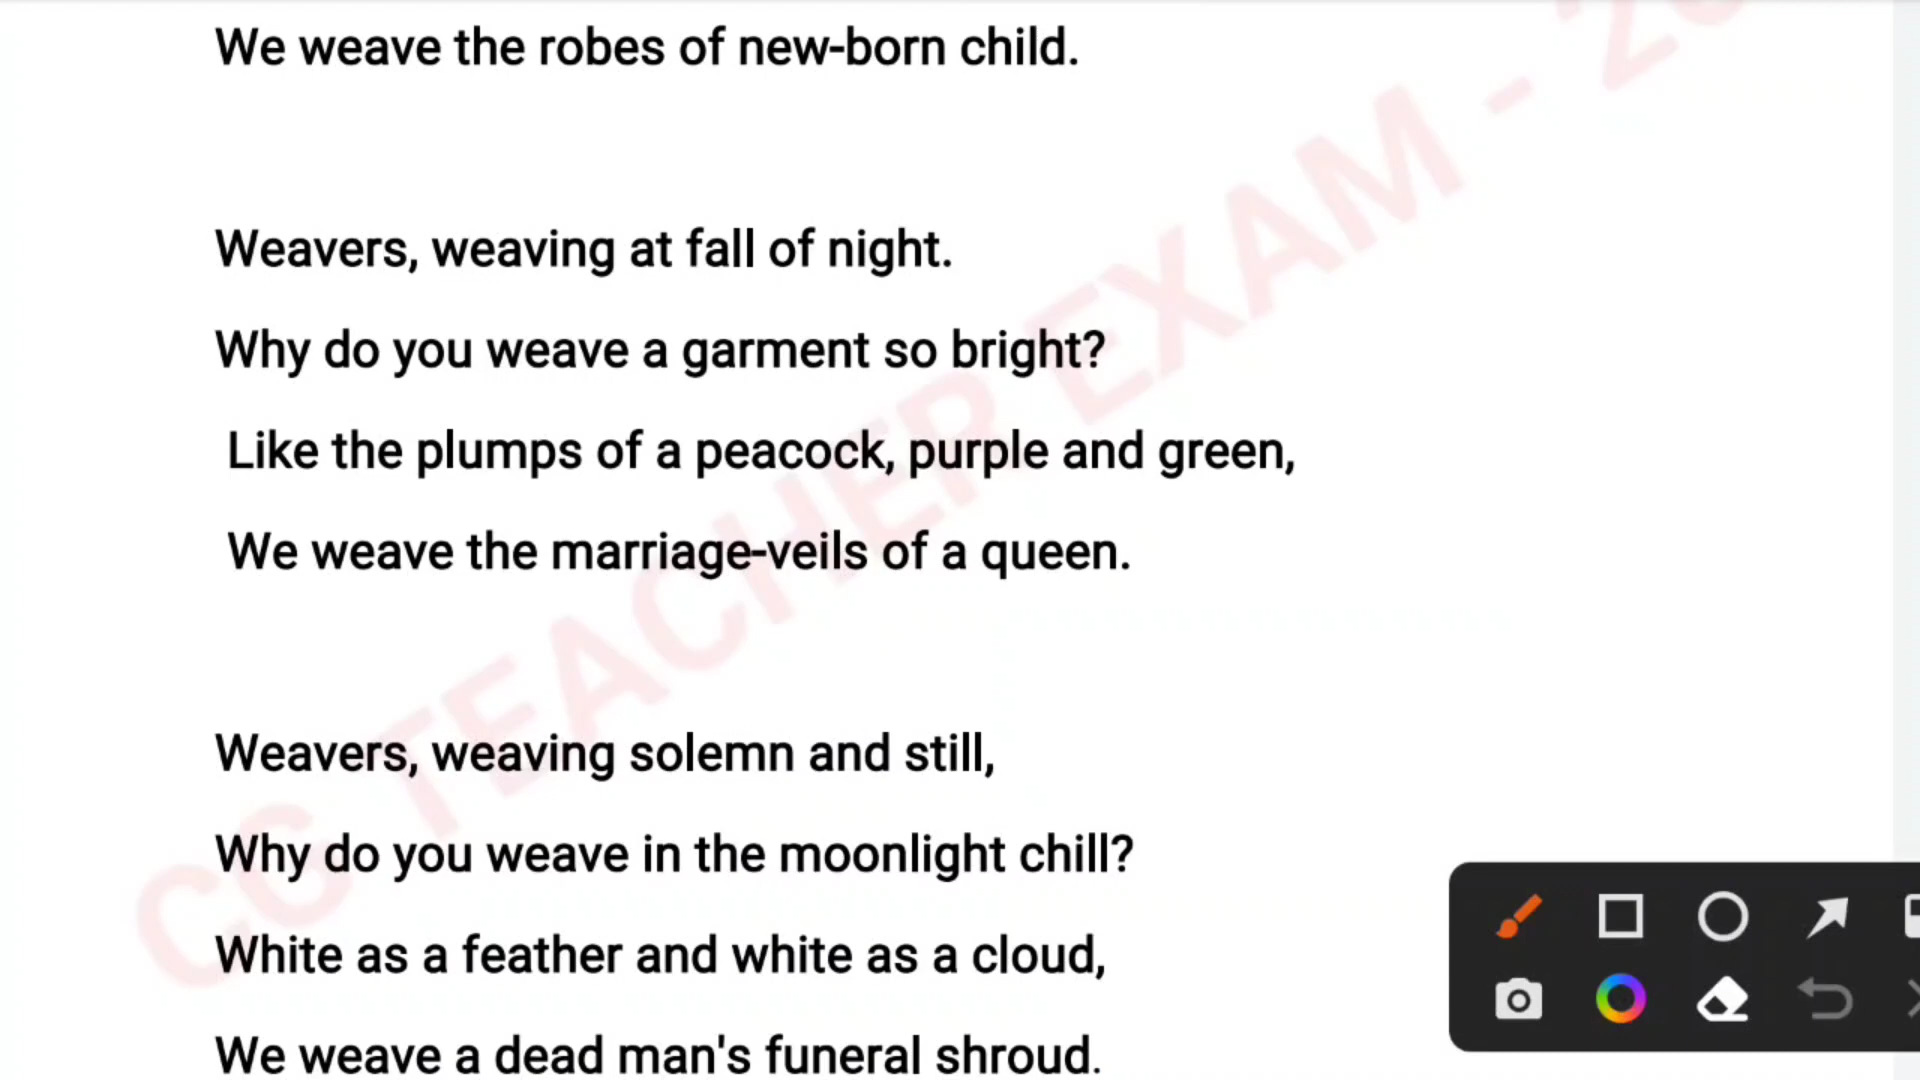 We weave the robes of new-born child.
Weavers, weaving at fall of night.
Why do you weave a garment so bright?
Like the plumps of a peacock, purple and green,
We weave the marriage-veils of a queen.
Weavers, weaving solemn and still,
Why do you weave in the moonlight chill?
White as a feather and white as a cloud,
We weave a dead man's funeral shroud.
CG TEACHER EXAM -